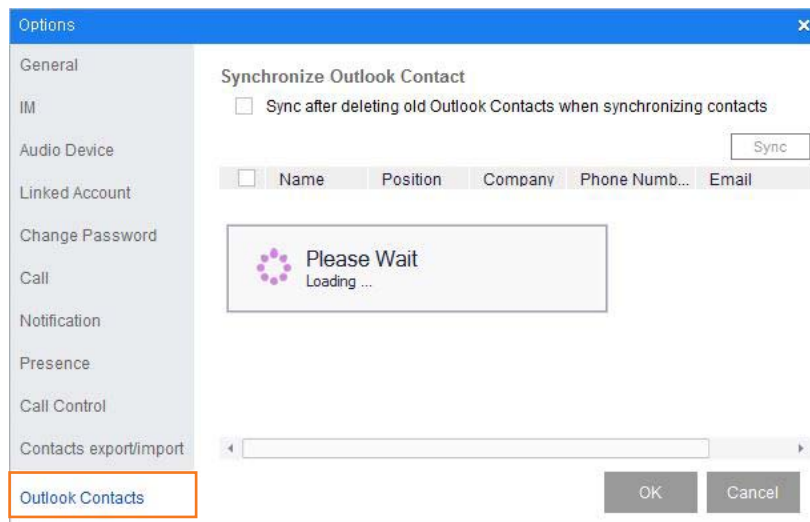 Options
General
IM
Audio Device
Linked Account
Change Password
Call
Notification
Presence
Call Control
Contacts export/import
Outlook Contacts
Synchronize Outlook Contact
Sync after deleting old Outlook Contacts when synchronizing contacts
Sync
Name Position Company Phone Numb... Email
Please Wait
Loading ...
OK Cancel